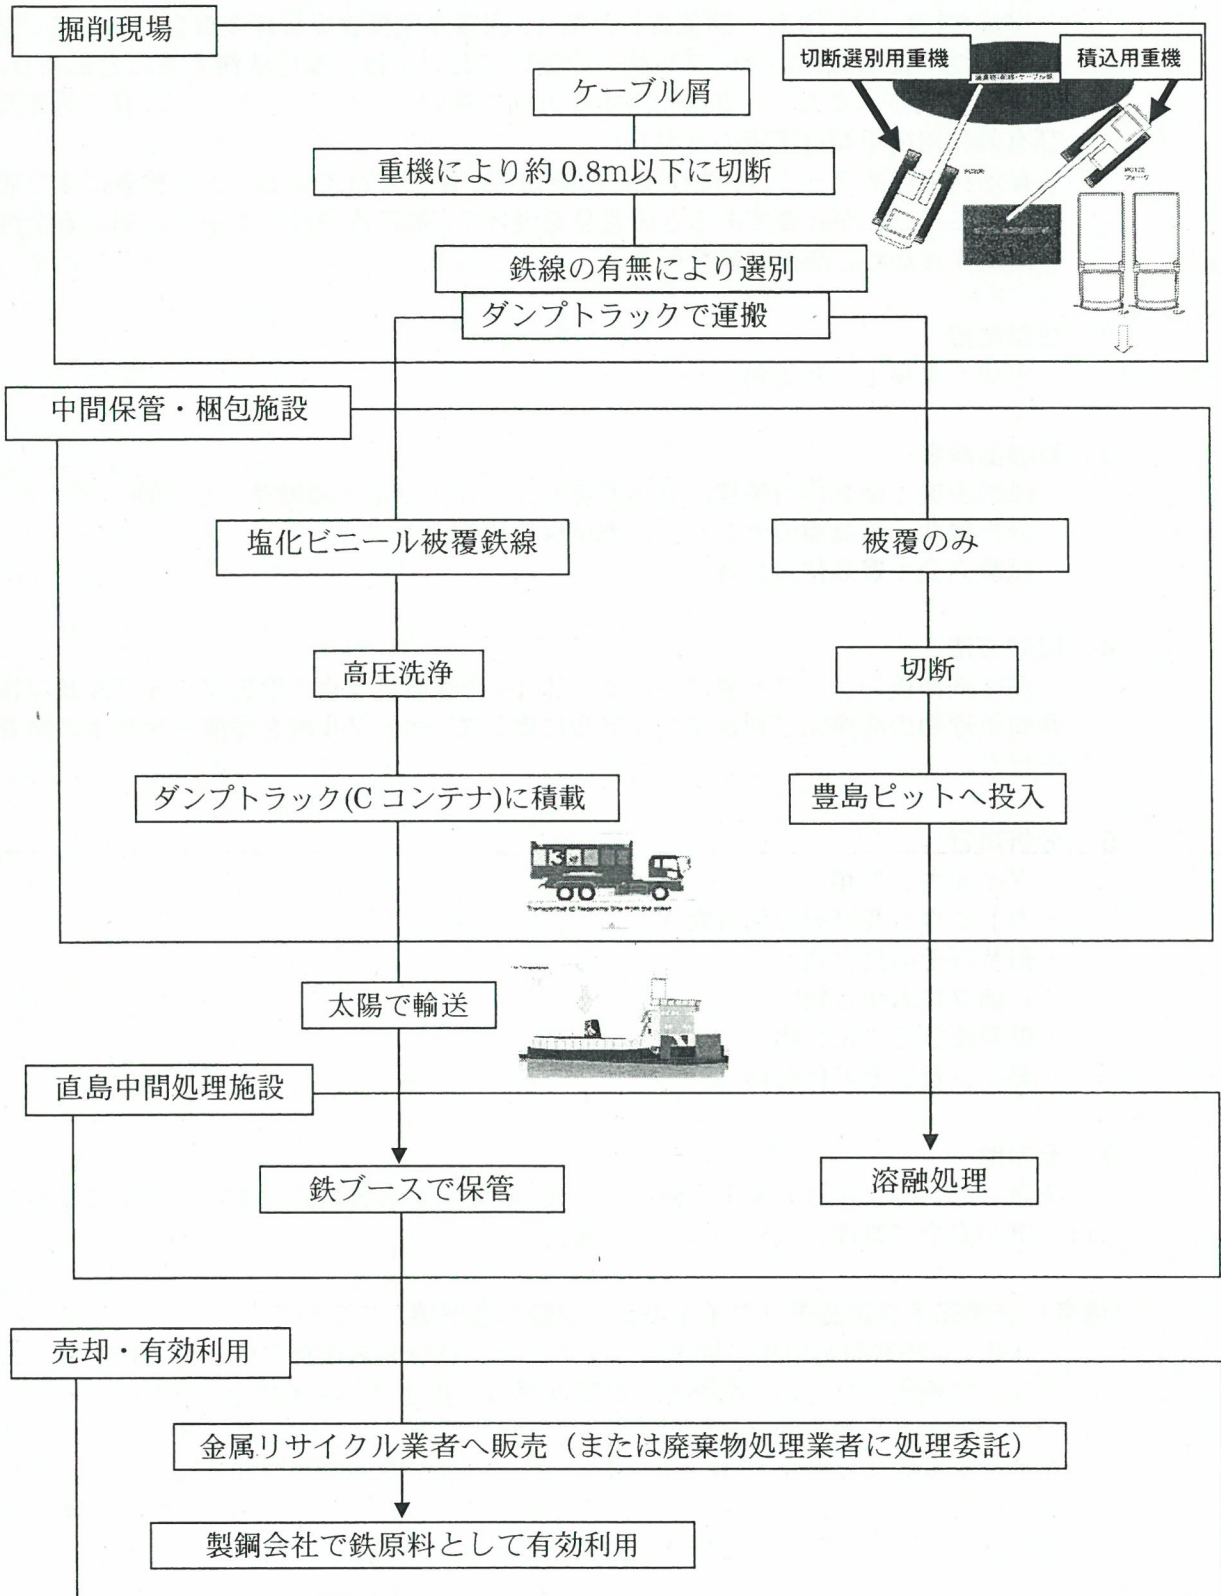 掘削現場
切断選別用重機
積込用重機
ケーブル屑
重機により約 0.8m以下に切断
鉄線の有無により選別
ダンプトラックで運搬
中間保管・梱包施設
塩化ビニール被覆鉄線
被覆のみ
高圧洗浄
切断
ダンプトラック(C コンテナ)に積載
豊島ピットへ投入
太陽で輸送
直島中間処理施設
鉄ブースで保管
溶融処理
売却・有効利用
金属リサイクル業者へ販売（または廃棄物処理業者に処理委託）
製鋼会社で鉄原料として有効利用